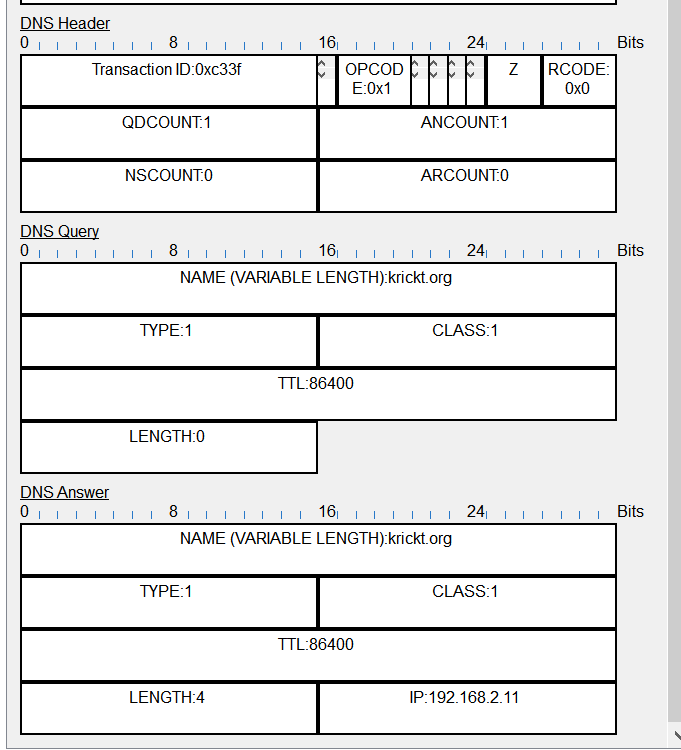 DNS Header
0 8 16 24 Bits
Transaction ID:0xc33f
OPCOD
E:0x1
Z
RCODE:
0x0
QDCOUNT:1
ANCOUNT:1
NSCOUNT:0
ARCOUNT:0
DNS Query
0 8 16 24 Bits
NAME (VARIABLE LENGTH):krickt.org
TYPE:1
CLASS:1
TTL:86400
LENGTH:0
DNS Answer
0 8 16 24 Bits
NAME (VARIABLE LENGTH):krickt.org
TYPE:1
CLASS:1
TTL:86400
LENGTH:4
IP:192.168.2.11